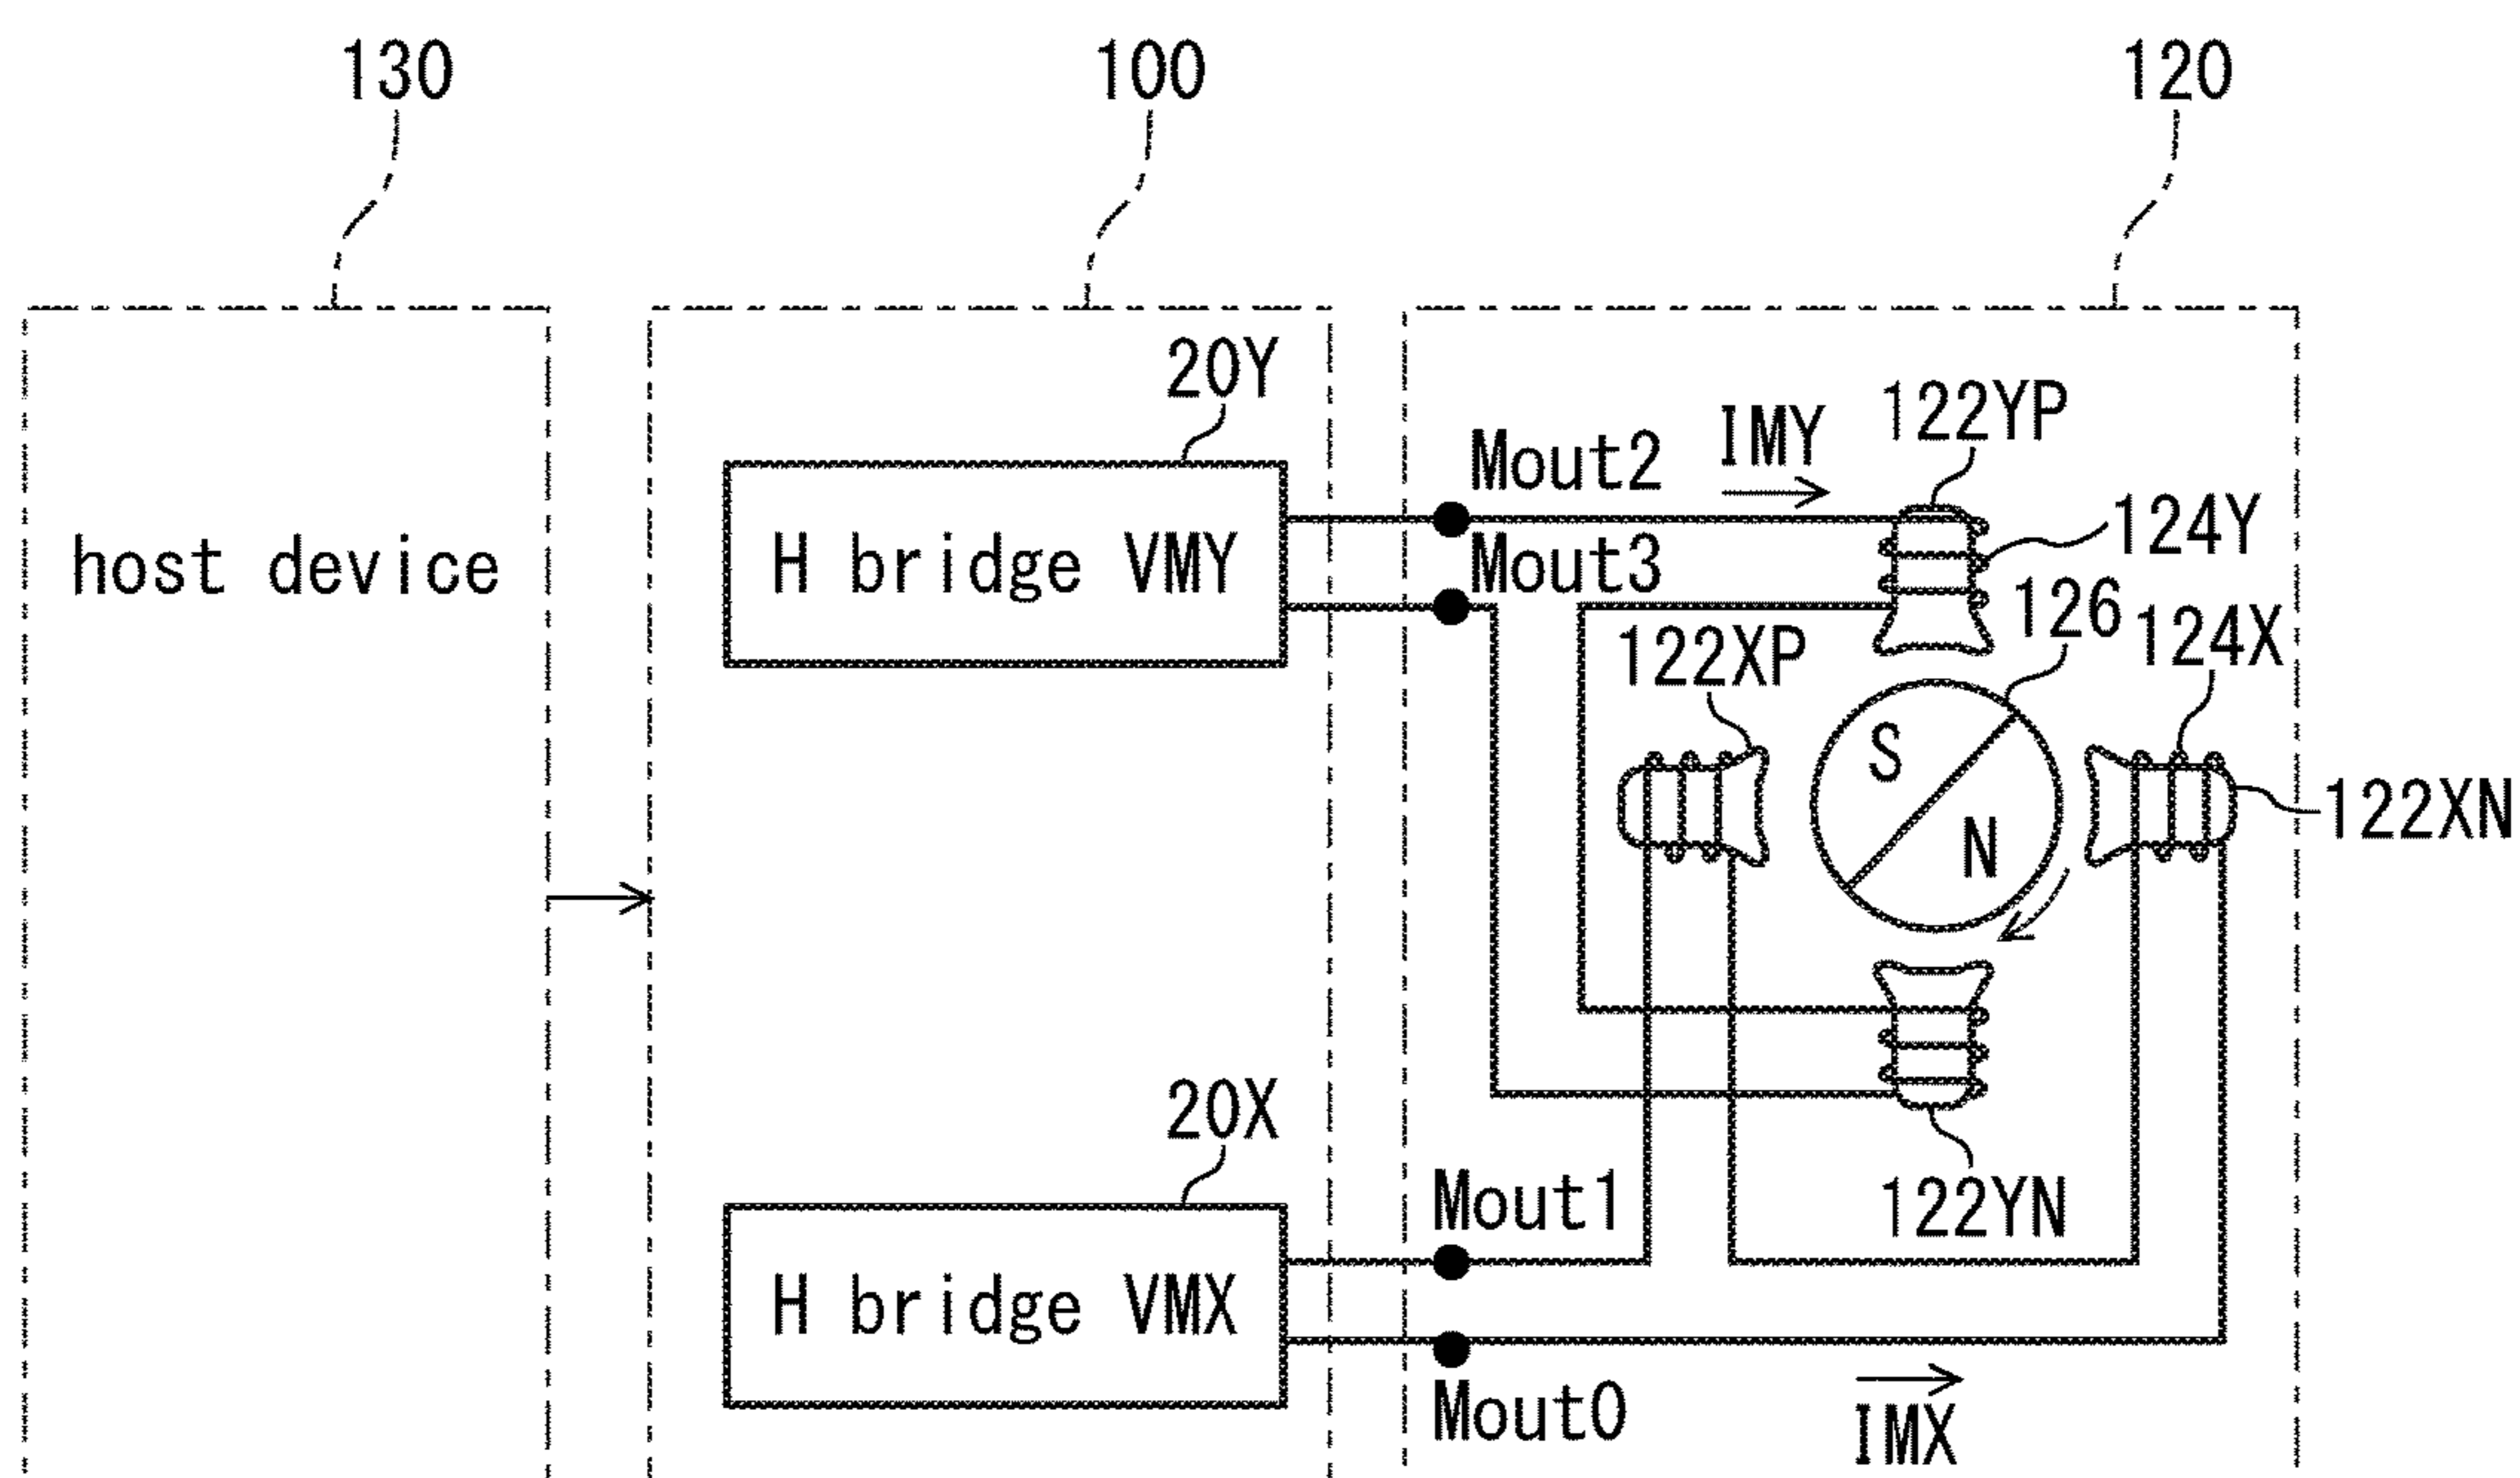 130
100
120
20Y
122YP
IMY
Mout2
124Y
host device
H bridge VMY
Mout3
126
124X
122XP
S
122XN
N
20X
Mout1
122YN
H bridge VMX
Mout0
IMX